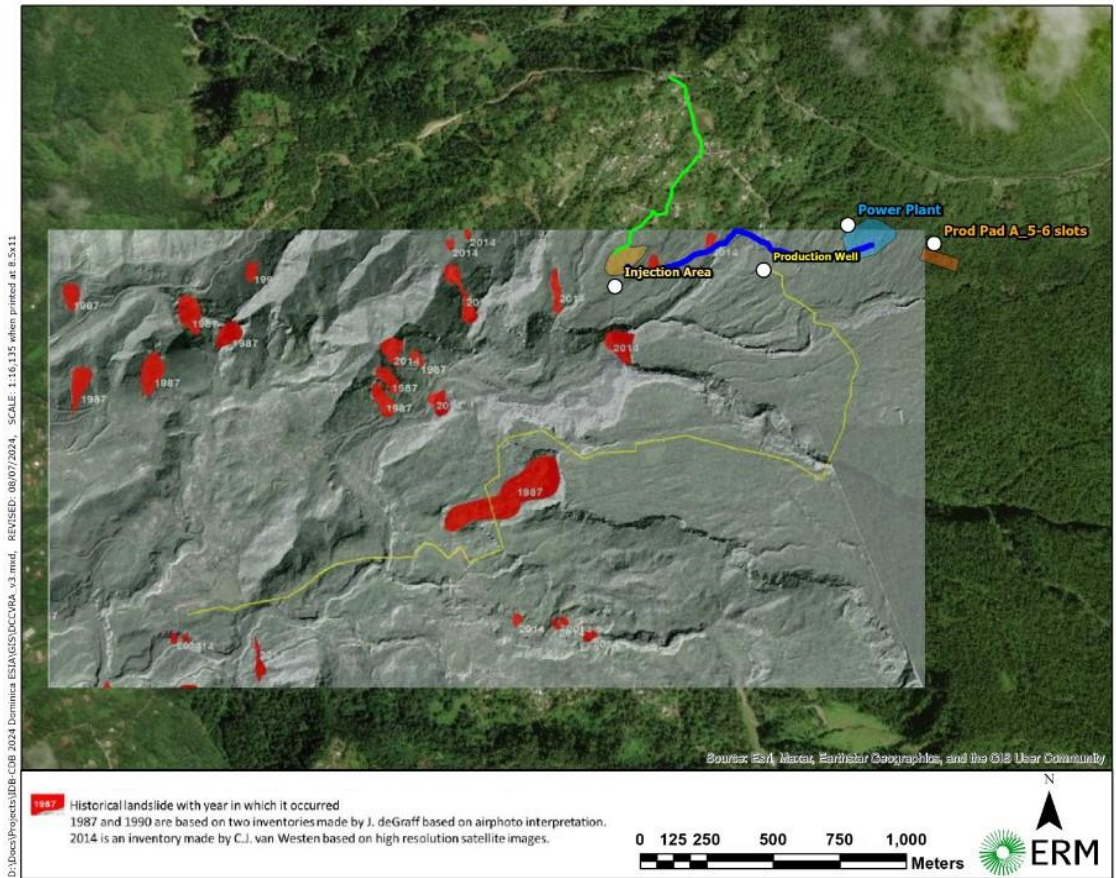 D:\Docs\Projects\IDB-CDB 2024 Dominica ESIA\GIS\DCCVRA_v3.mxd, REVISED: 08/07/2024, SCALE: 1:16,135 when printed at 8.5x11
Power Plant
Prod Pad A_5-6 slots
2014
2014
2014
Production Well
Injection Area
1987
2014
1987
1987
2014
2014
1987
1987
1987
1987
1987
2014
Source: Esri, Maxar, Earthstar Geographics, and the GIS User Community
1987 Historical landslide with year in which it occurred
1987 and 1990 are based on two inventories made by J. deGraff based on airphoto interpretation.
2014 is an inventory made by C.J. van Westen based on high resolution satellite images.
N
0 125 250 500 750 1,000
Meters
ERM